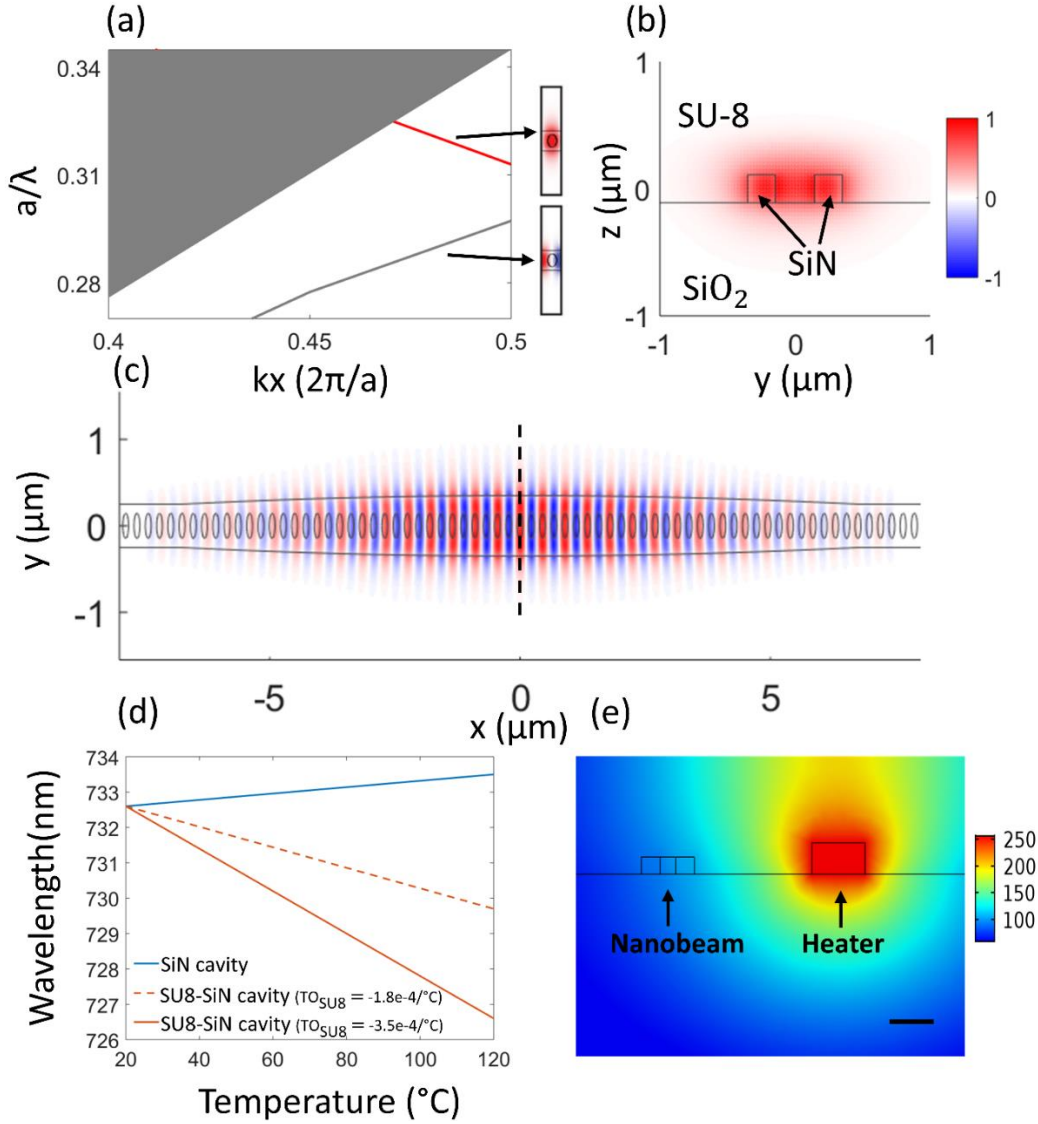 (a)
a/λ
0.34
0.31
0.28
0.4
0.45
0.5
kx (2π/a)
(b)
z (μm)
1
0
-1
SU-8
SiN
SiO₂
-1
0
1
y (μm)
1
0
-1
(c)
y (μm)
1
0
-1
-5
0
5
x (μm)
(d)
Wavelength(nm)
734
733
732
731
730
729
728
727
726
SiN cavity
SU8-SiN cavity (TO_SU8 = -1.8e-4/°C)
SU8-SiN cavity (TO_SU8 = -3.5e-4/°C)
20
40
60
80
100
120
Temperature (°C)
(e)
Nanobeam
Heater
250
200
150
100